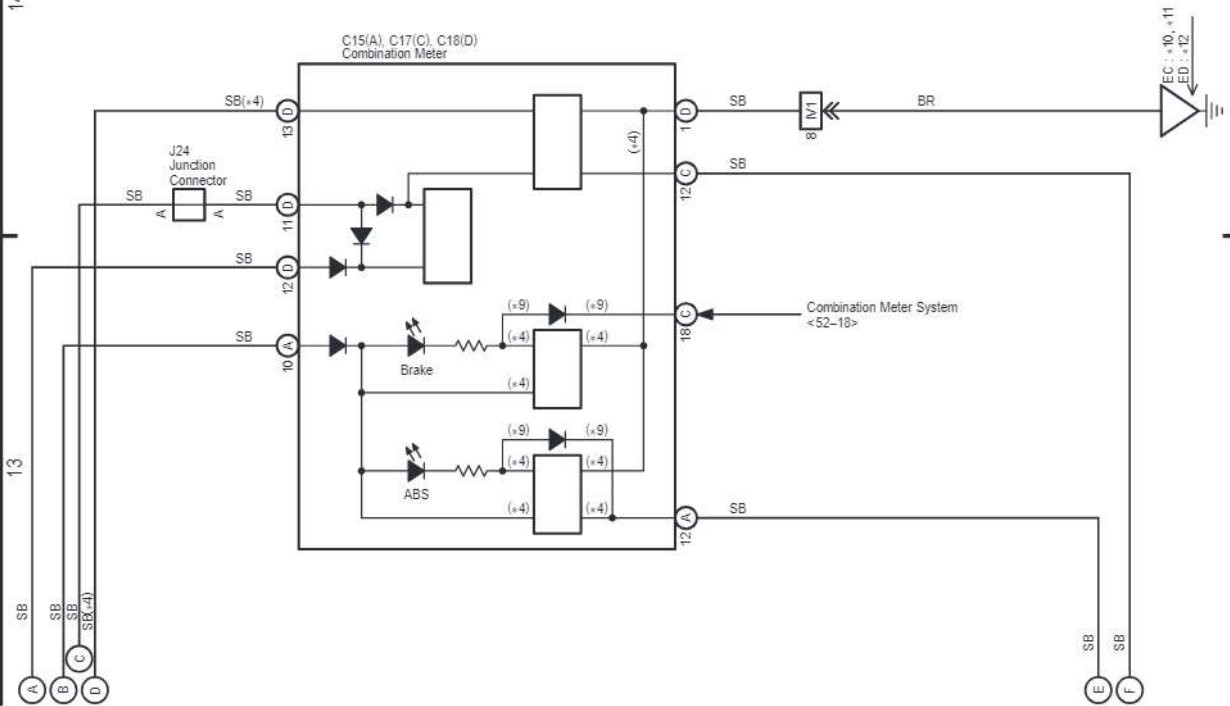 14
C15(A), C17(C), C18(D)
Combination Meter
EC : *10, *11
ED : *12
SB(*4)
13 D
1 D
SB
8 IV1
BR
(*4)
J24
Junction
Connector
SB
A
A
SB
11 D
12 C
SB
SB
12 D
(*9)
(*9)
18 C
Combination Meter System
<52–18>
SB
10 A
(*4)
(*4)
Brake
(*4)
13
(*9)
(*9)
(*4)
(*4)
ABS
(*4)
(*4)
12 A
SB
SB
SB
SB
SB(*4)
SB
SB
A
B
C
D
E
F